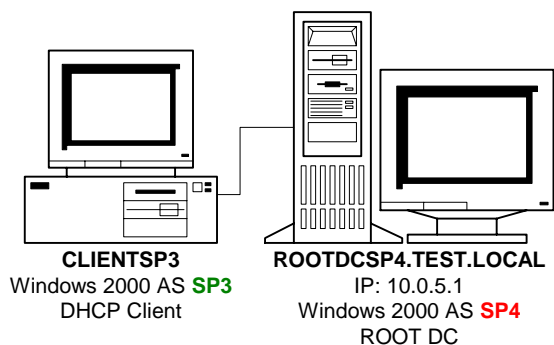 CLIENTSP3
Windows 2000 AS SP3
DHCP Client
ROOTDCSP4.TEST.LOCAL
IP: 10.0.5.1
Windows 2000 AS SP4
ROOT DC